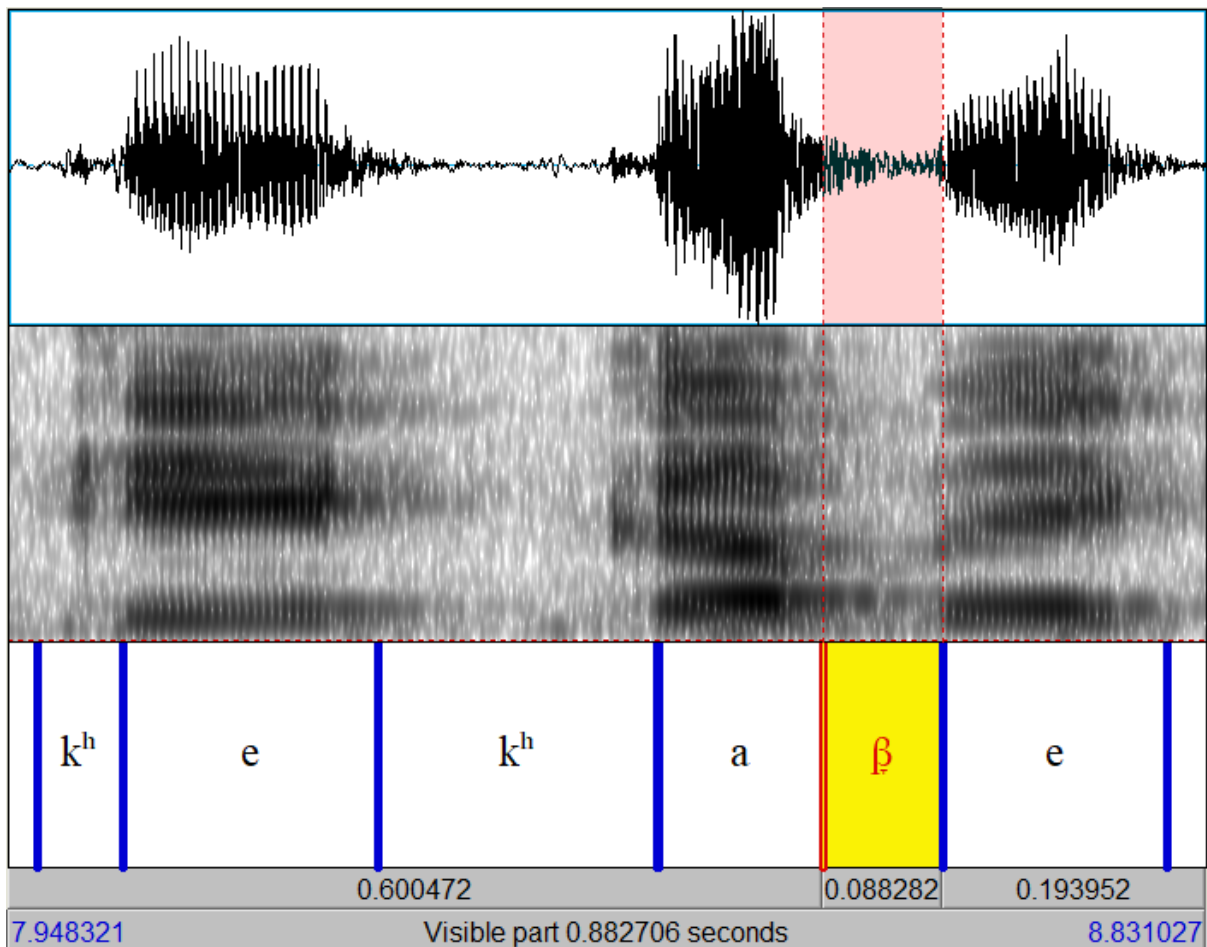 kʰ e kʰ a β̞ e
0.600472 0.088282 0.193952
7.948321 Visible part 0.882706 seconds 8.831027